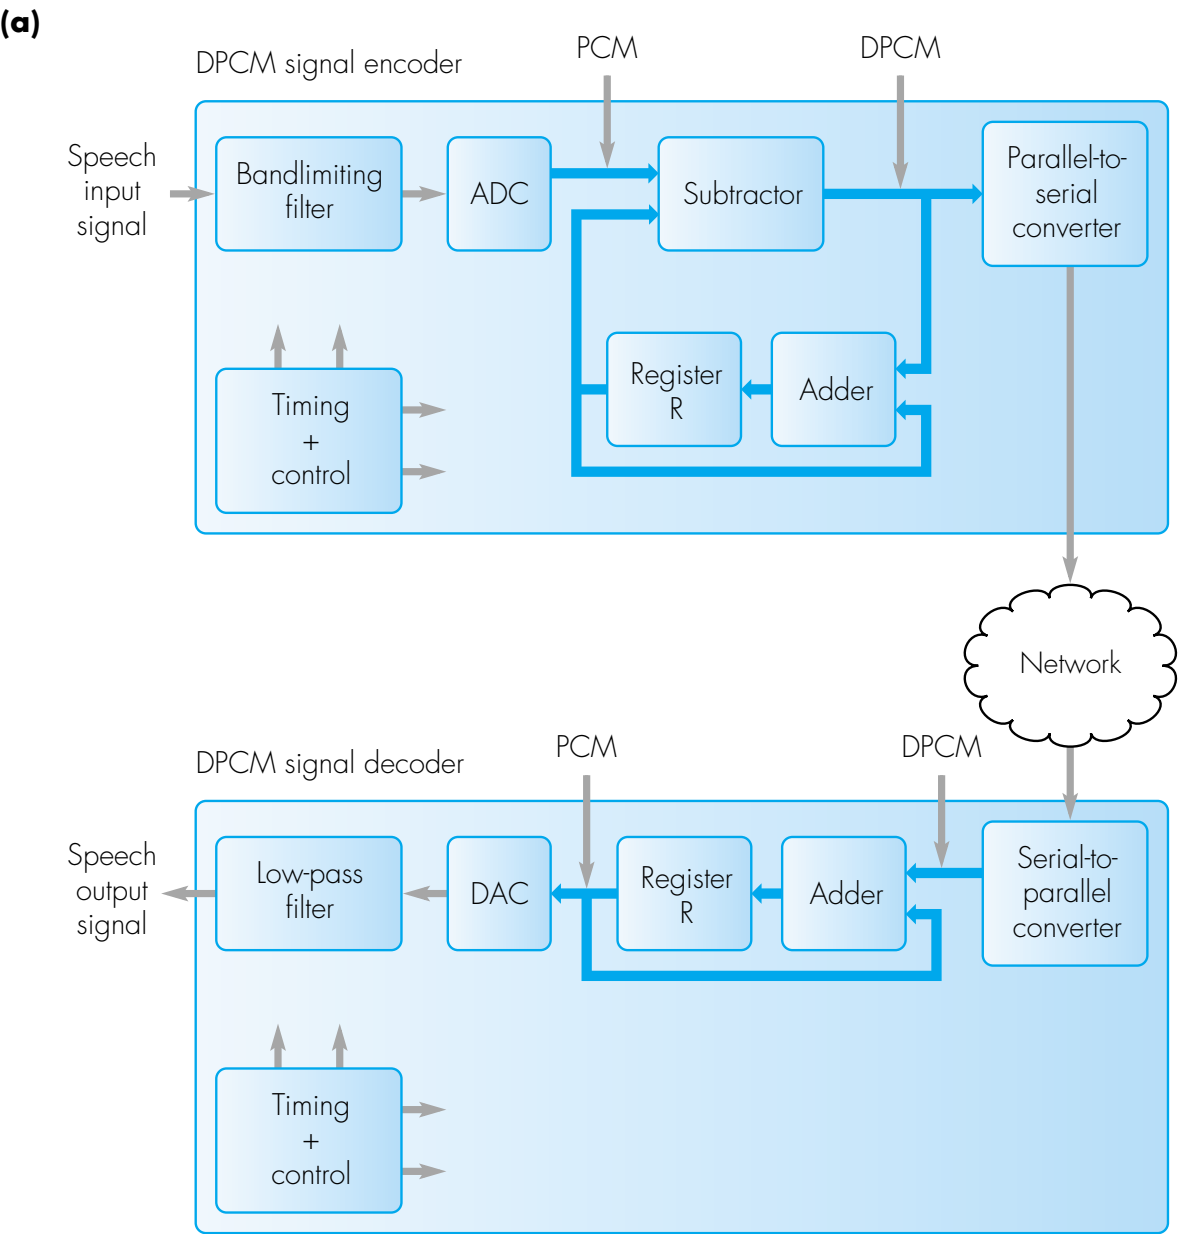 (a)
PCM
DPCM
DPCM signal encoder
Speech
input
signal
Bandlimiting
filter
ADC
Subtractor
Parallel-to-
serial
converter
Register
R
Adder
Timing
+
control
Network
PCM
DPCM
DPCM signal decoder
Speech
output
signal
Low-pass
filter
DAC
Register
R
Adder
Serial-to-
parallel
converter
Timing
+
control